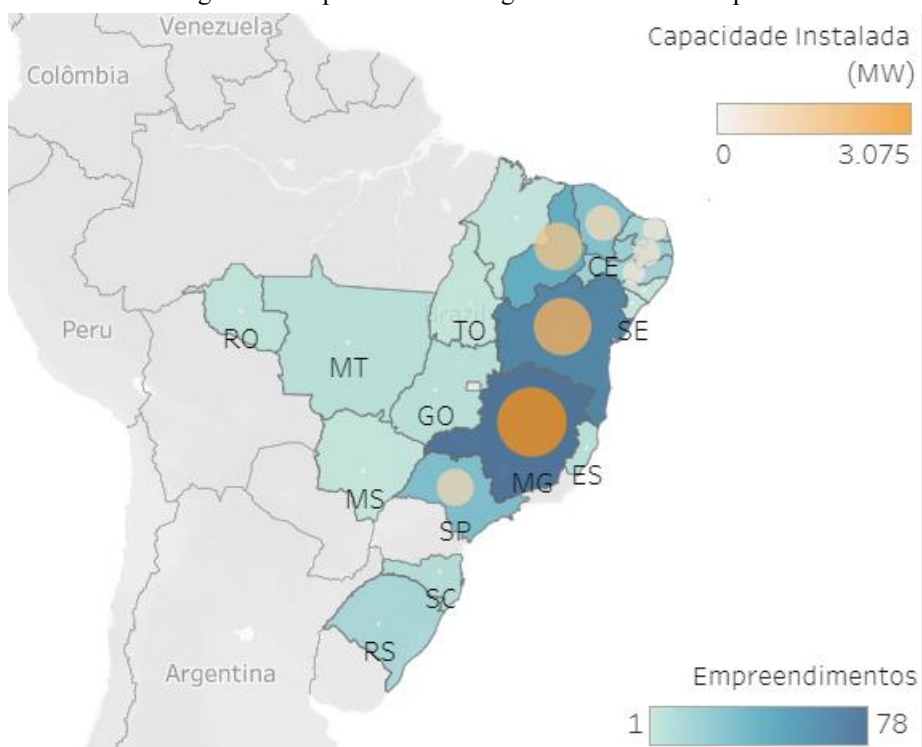 Venezuela
Colômbia
Capacidade Instalada
(MW)
0 3.075
CE
Peru
RO
TO
Brazil
SE
MT
GO
MS
MG
ES
SP
SC
RS
Argentina
Empreendimentos
1 78